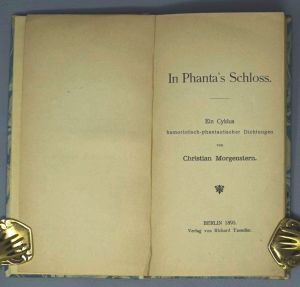 In Phanta's Schloss.
Ein Cyklus
humoristisch-phantastischer Dichtungen
von
Christian Morgenstern.
BERLIN 1895.
Verlag von Richard Taendler.